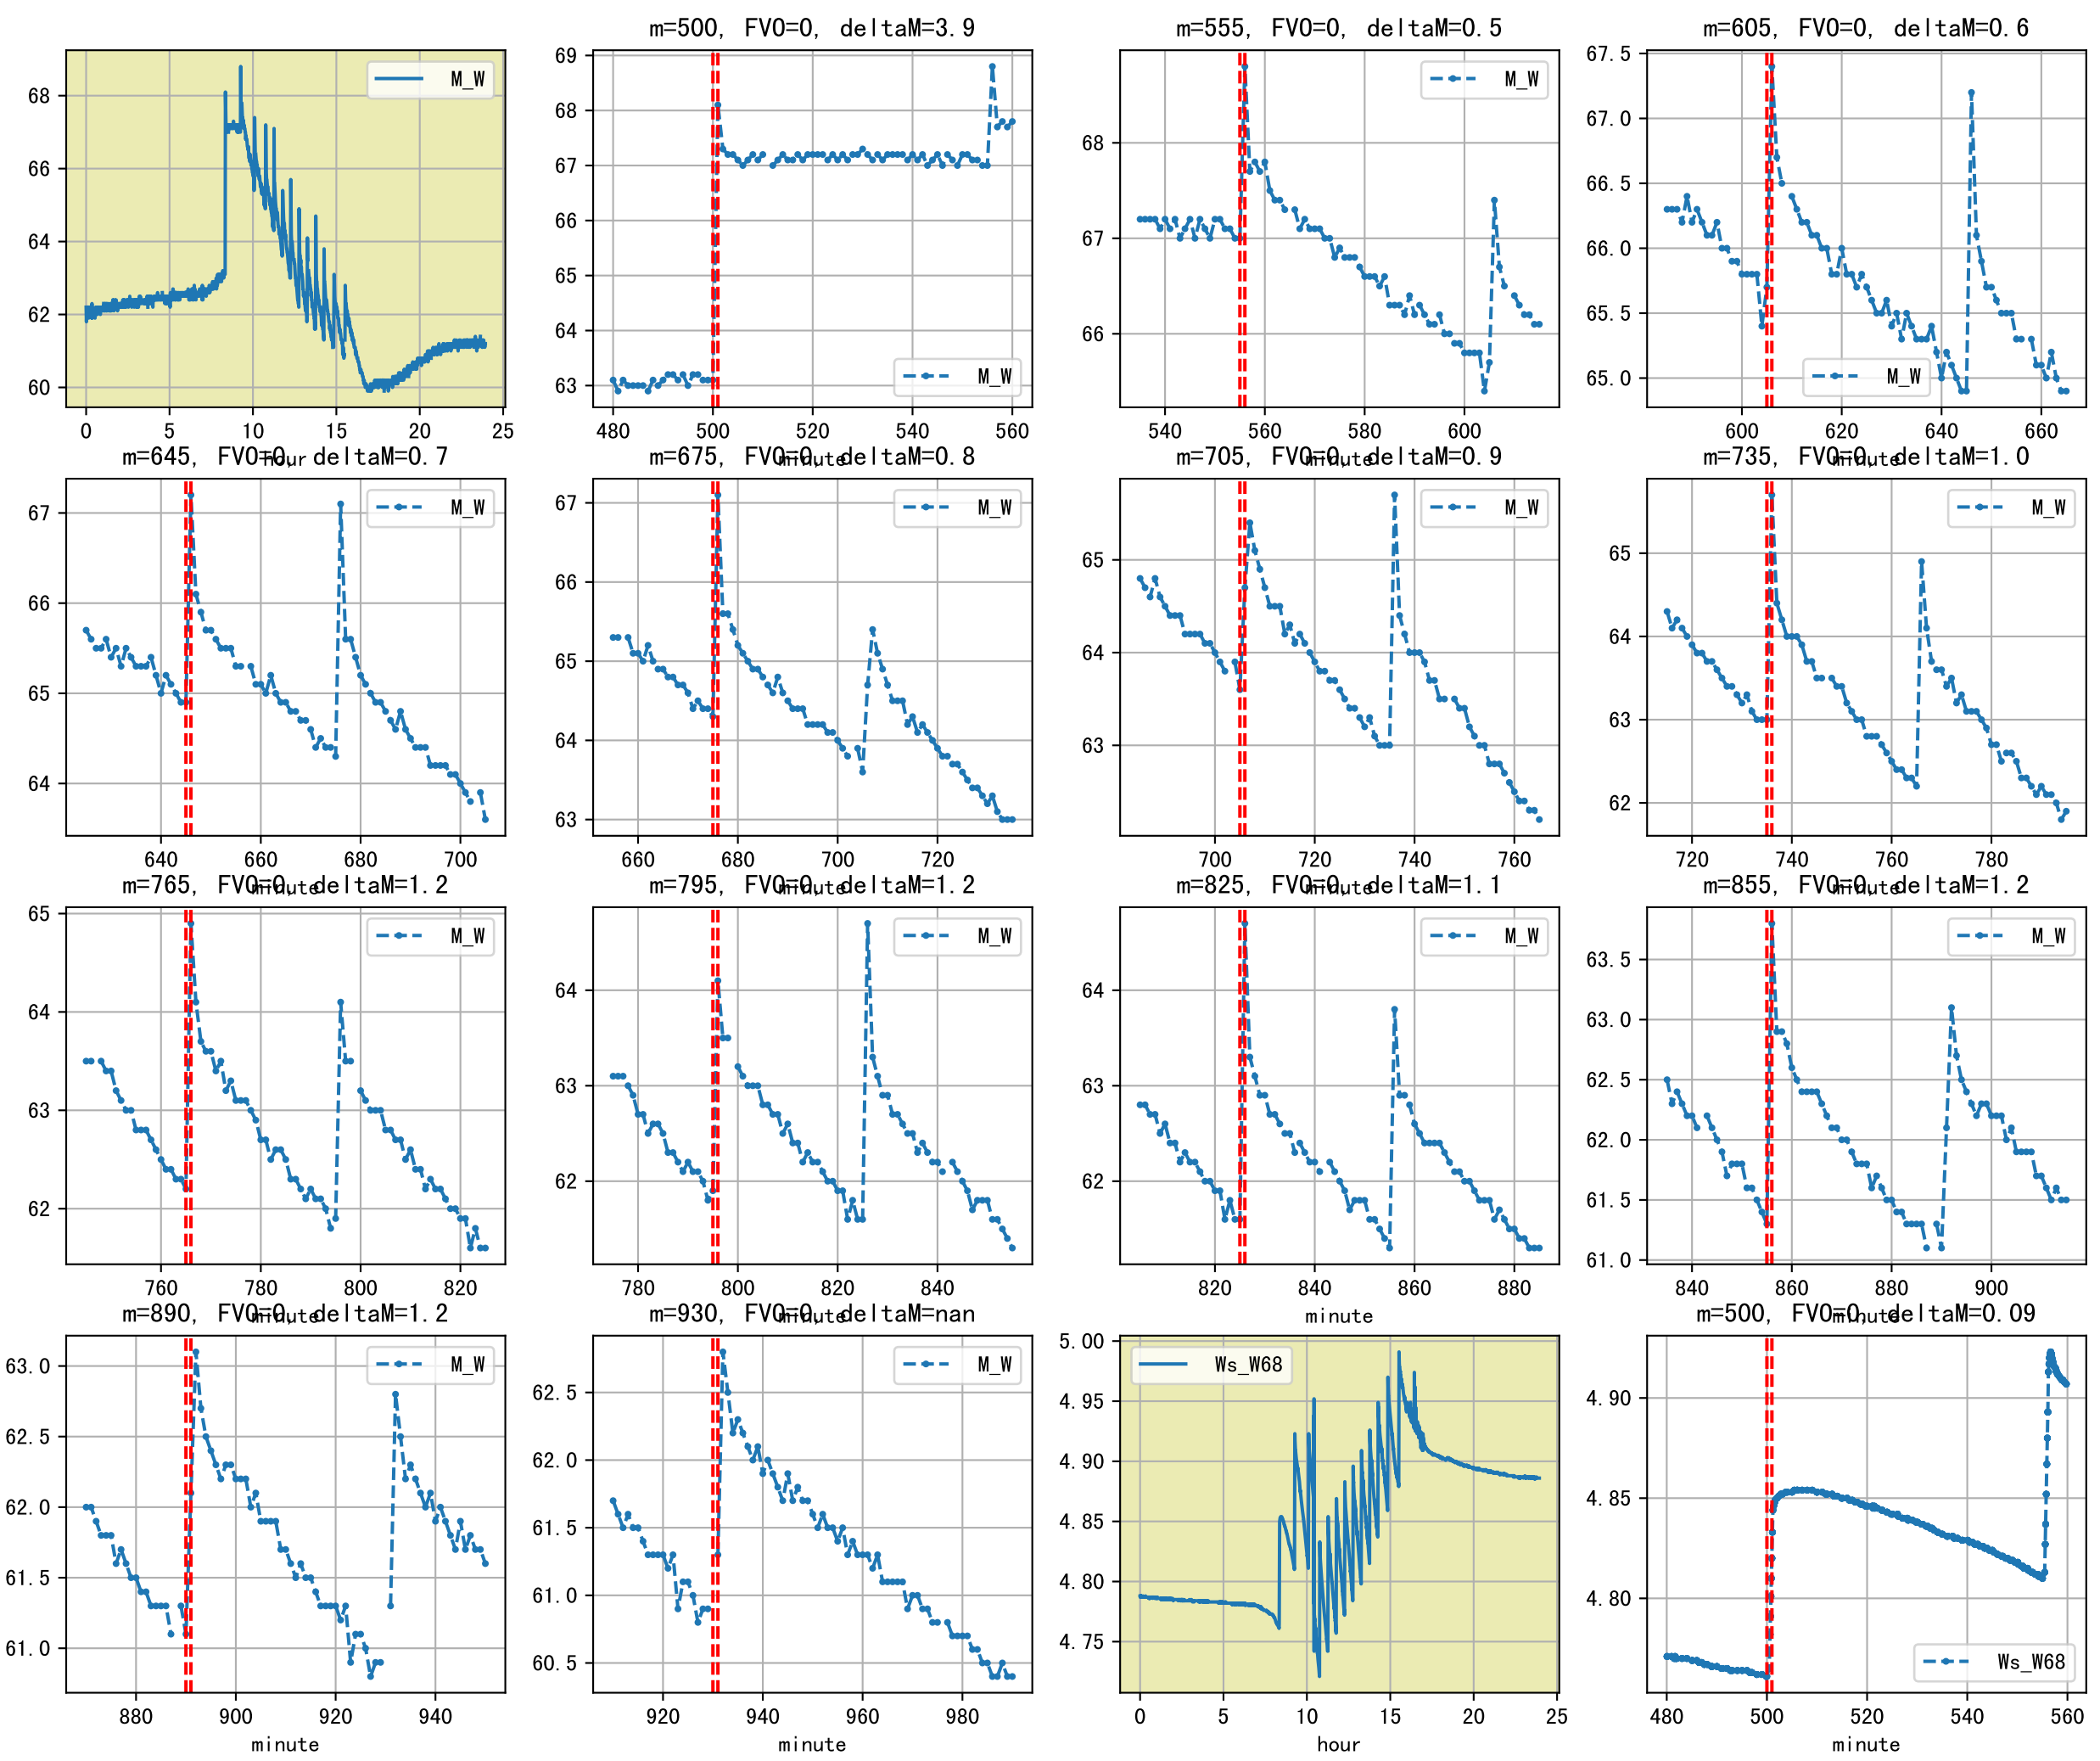 m=500, FVO=0, deltaM=3.9
m=555, FVO=0, deltaM=0.5
m=605, FVO=0, deltaM=0.6
M_W
68
66
64
62
60
0 5 10 15 20 25
hour
69
68
67
66
65
64
63
M_W
480 500 520 540 560
minute
M_W
68
67
66
540 560 580 600
minute
67.5
67.0
66.5
66.0
65.5
65.0
M_W
600 620 640 660
minute
m=645, FVO=0, deltaM=0.7
m=675, FVO=0, deltaM=0.8
m=705, FVO=0, deltaM=0.9
m=735, FVO=0, deltaM=1.0
M_W
67
66
65
64
640 660 680 700
minute
M_W
67
66
65
64
63
660 680 700 720
minute
M_W
65
64
63
700 720 740 760
minute
M_W
65
64
63
62
720 740 760 780
minute
m=765, FVO=0, deltaM=1.2
m=795, FVO=0, deltaM=1.2
m=825, FVO=0, deltaM=1.1
m=855, FVO=0, deltaM=1.2
M_W
65
64
63
62
760 780 800 820
minute
M_W
64
63
62
780 800 820 840
minute
M_W
64
63
62
820 840 860 880
minute
M_W
63.5
63.0
62.5
62.0
61.5
61.0
840 860 880 900
minute
m=890, FVO=0, deltaM=1.2
m=930, FVO=0, deltaM=nan
m=500, FVO=0, deltaM=0.09
M_W
63.0
62.5
62.0
61.5
61.0
880 900 920 940
minute
M_W
62.5
62.0
61.5
61.0
60.5
920 940 960 980
minute
Ws_W68
5.00
4.95
4.90
4.85
4.80
4.75
0 5 10 15 20 25
hour
4.90
4.85
4.80
Ws_W68
480 500 520 540 560
minute